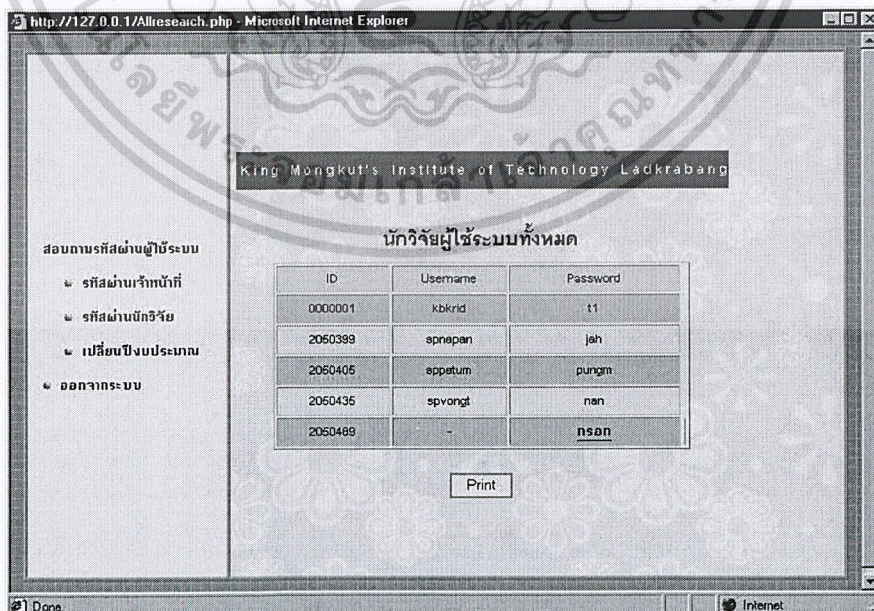 http://127.0.0.1/Allresearch.php - Microsoft Internet Explorer
King Mongkut's Institute of Technology Ladkrabang
สอบถามรหัสผ่านผู้ใช้ระบบ
รหัสผ่านเจ้าหน้าที่
รหัสผ่านนักวิจัย
เปลี่ยนปีงบประมาณ
ออกจากระบบ
นักวิจัยผู้ใช้ระบบทั้งหมด
ID Username Password
0000001 kbkrid t1
2050399 spnapan jah
2050405 sppatum pungm
2050435 spvongt nan
2050489 - กรอก
Print
Done Internet